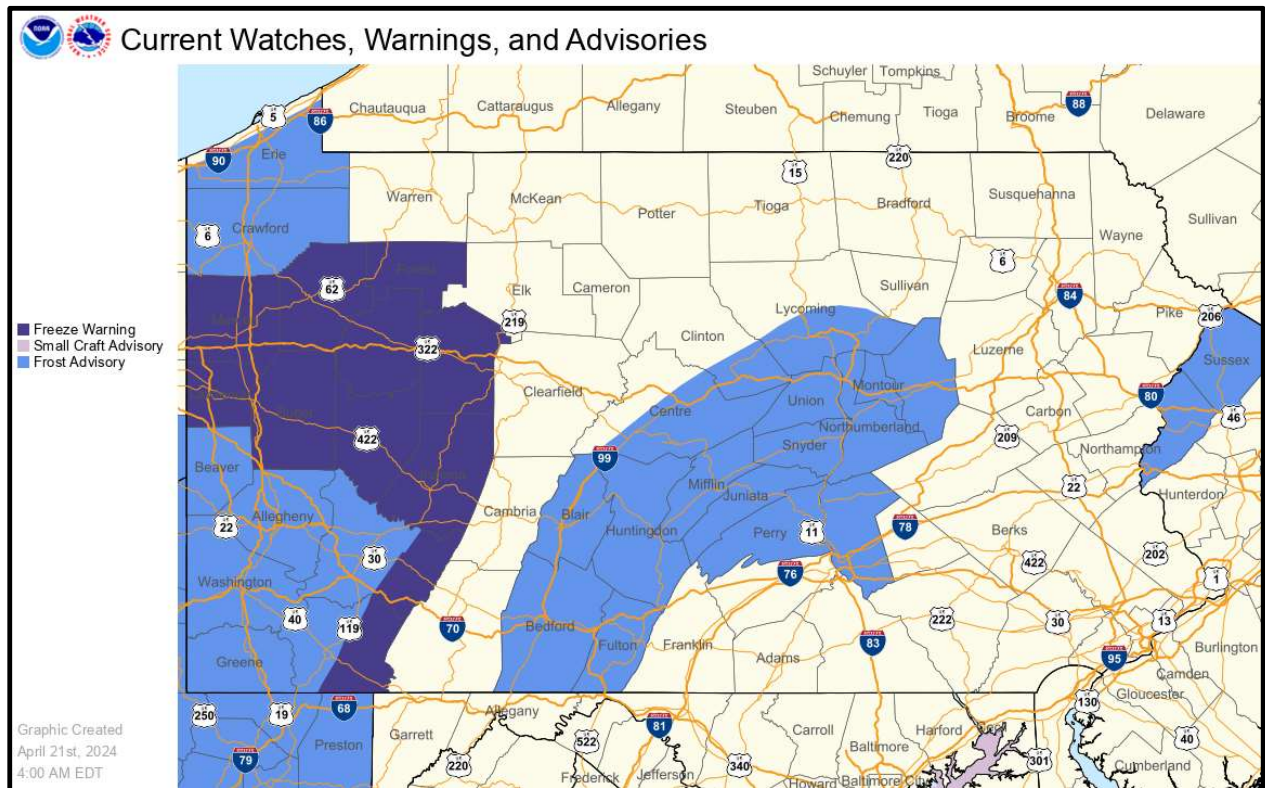 Current Watches, Warnings, and Advisories
Freeze Warning
Small Craft Advisory
Frost Advisory
Graphic Created
April 21st, 2024
4:00 AM EDT
Schuyler
Tompkins
Chautauqua
Cattaraugus
Allegany
Steuben
Chemung
Tioga
Broome
Delaware
5
86
88
90
Erie
220
15
Warren
McKean
Potter
Tioga
Bradford
Susquehanna
Wayne
Sullivan
Crawford
6
6
62
Elk
Cameron
Sullivan
84
Lycoming
Pike
206
219
322
Clinton
Luzerne
Sussex
Clearfield
Montour
80
Centre
Union
Carbon
46
422
Northumberland
209
Snyder
Northampton
99
Beaver
Mifflin
22
Juniata
Hunterdon
Cambria
Blair
Allegheny
22
Huntingdon
Perry
11
78
Berks
30
422
202
76
1
Washington
40
119
70
Bedford
Fulton
Franklin
Adams
83
222
30
13
Greene
95
Burlington
Camden
Gloucester
250
19
68
Allegany
81
130
Preston
Garrett
522
Carroll
Harford
Cecil
Baltimore
40
79
220
Frederick
Jefferson
340
Howard
Baltimore City
301
Cumberland